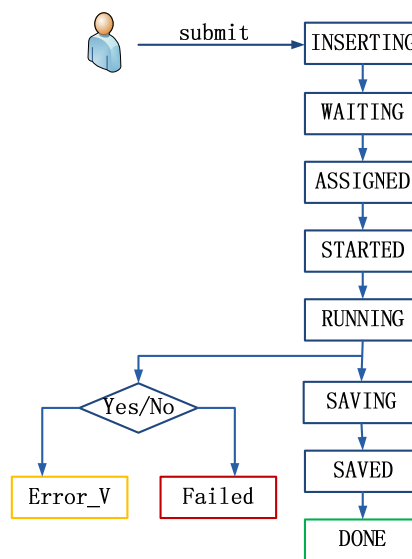 submit
INSERTING
WAITING
ASSIGNED
STARTED
RUNNING
Yes/No
SAVING
Error_V
Failed
SAVED
DONE